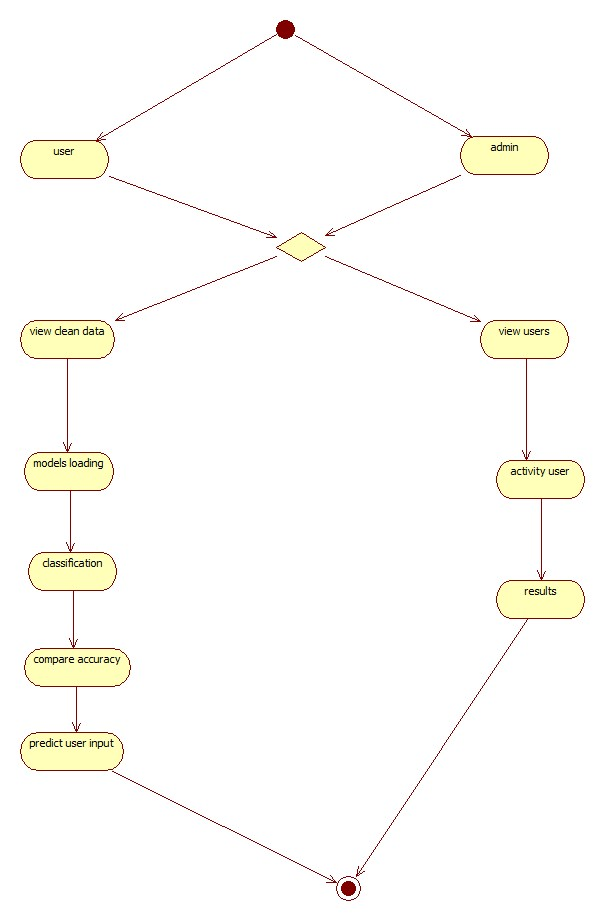 user
admin
view clean data
view users
models loading
activity user
classification
results
compare accuracy
predict user input